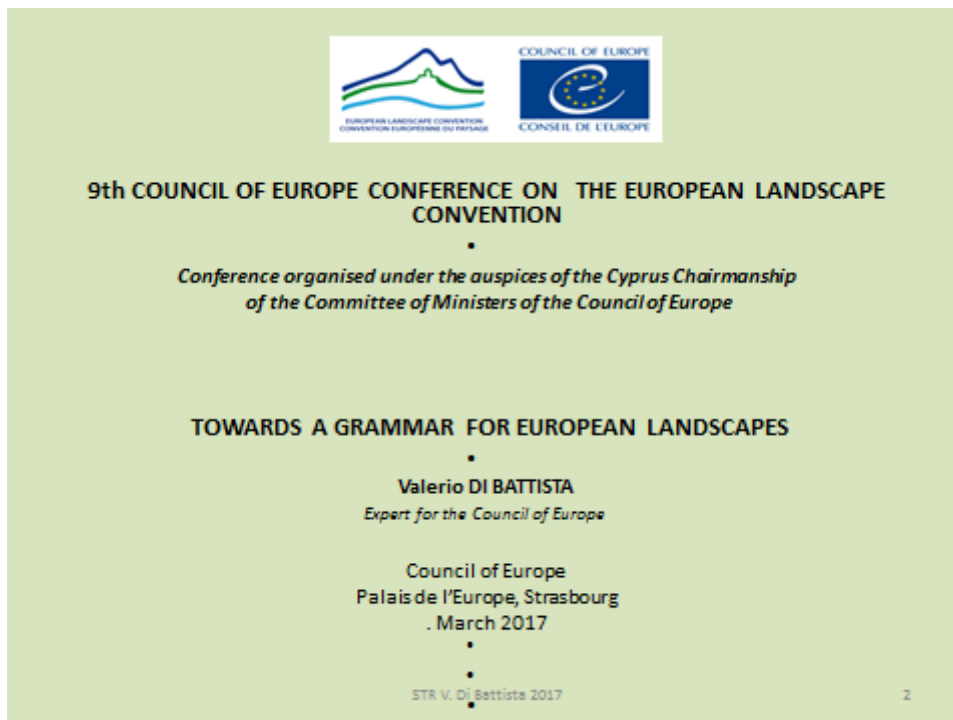 COUNCIL OF EUROPE
EUROPEAN LANDSCAPE CONVENTION
CONVENTION EUROPÉENNE DU PAYSAGE
CONSEIL DE L'EUROPE
9th COUNCIL OF EUROPE CONFERENCE ON THE EUROPEAN LANDSCAPE
CONVENTION
•
Conference organised under the auspices of the Cyprus Chairmanship
of the Committee of Ministers of the Council of Europe
TOWARDS A GRAMMAR FOR EUROPEAN LANDSCAPES
•
Valerio DI BATTISTA
Expert for the Council of Europe
Council of Europe
Palais de l'Europe, Strasbourg
. March 2017
•
•
STR V. Di Battista 2017 2
•